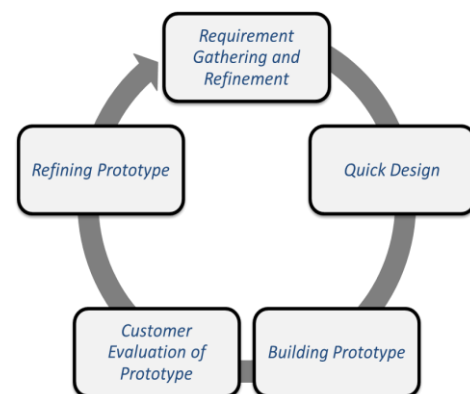 Requirement
Gathering and
Refinement
Quick Design
Building Prototype
Customer
Evaluation of
Prototype
Refining Prototype